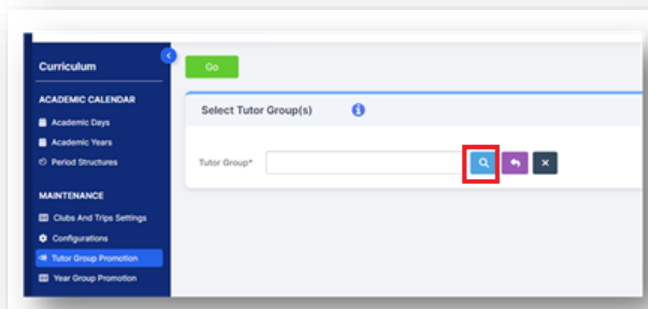 Curriculum
ACADEMIC CALENDAR
Academic Days
Academic Years
Period Structures
MAINTENANCE
Clubs And Trips Settings
Configurations
Tutor Group Promotion
Year Group Promotion
Go
Select Tutor Group(s)
Tutor Group*